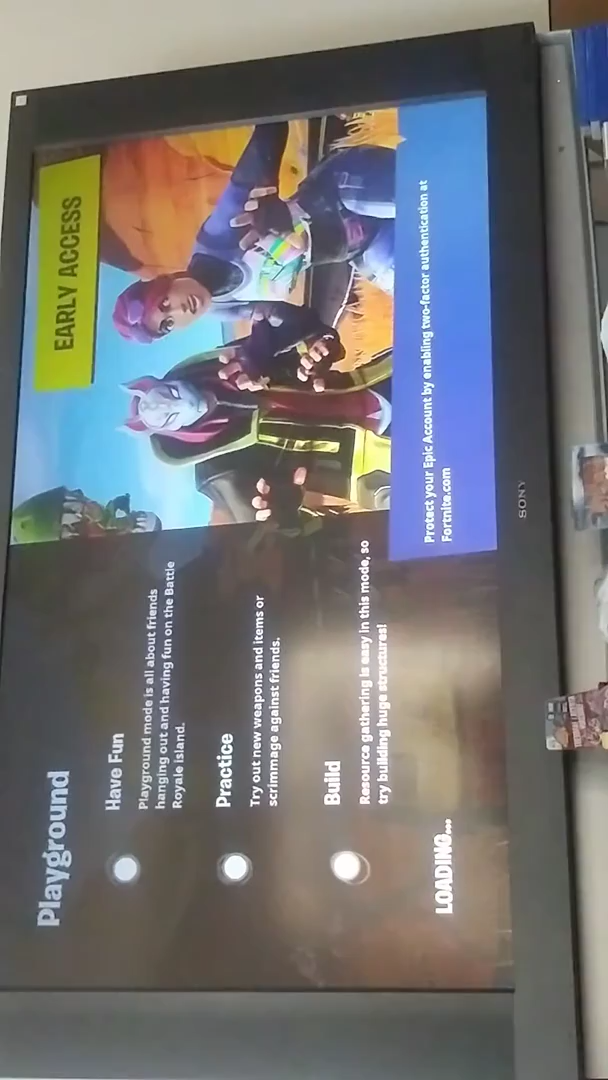 Playground
Have Fun
Playground mode is all about friends
hanging out and having fun on the Battle
Royale island.
Practice
Try out new weapons and items or
scrimmage against friends.
Build
Resource gathering is easy in this mode, so
try building huge structures!
LOADING...
EARLY ACCESS
Protect your Epic Account by enabling two-factor authentication at
Fortnite.com
SONY